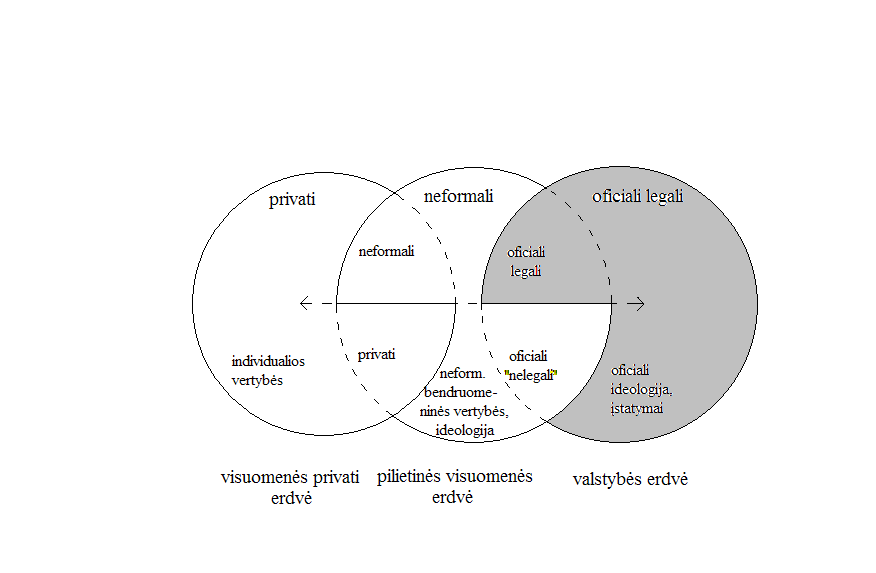 privati
neformali
oficiali legali
neformali
oficiali
legali
privati
individualios
vertybės
oficiali
"nelegali"
neform.
bendruome-
ninės vertybės,
ideologija
oficiali
ideologija,
įstatymai
visuomenės privati
erdvė
pilietinės visuomenės
erdvė
valstybės erdvė